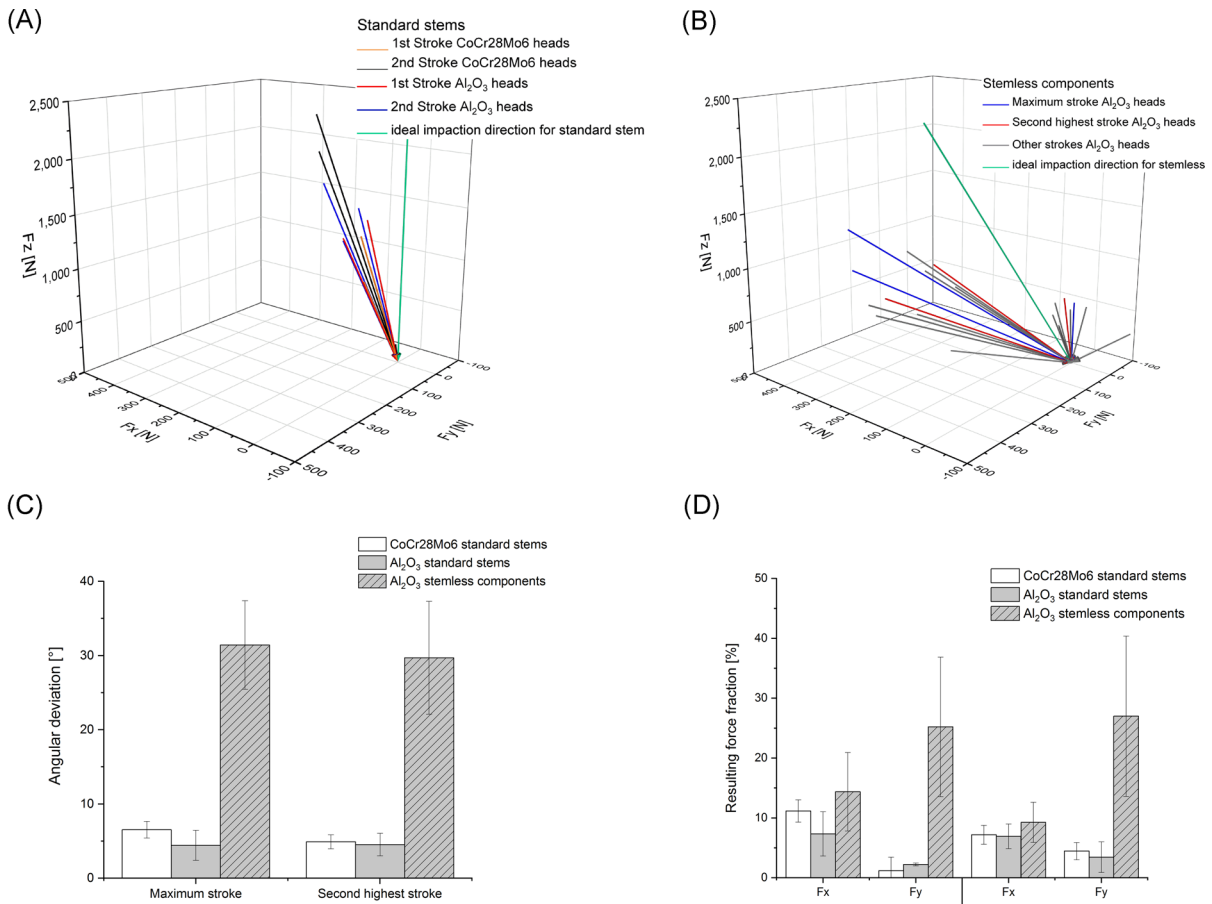 (A)
Standard stems
1st Stroke CoCr28Mo6 heads
2nd Stroke CoCr28Mo6 heads
1st Stroke Al₂O₃ heads
2nd Stroke Al₂O₃ heads
ideal impaction direction for standard stem
2,500
2,000
1,500
1,000
500
Fz [N]
400
300
200
100
0
-100
Fx [N]
500
400
300
200
100
0
-100
Fy [N]
(B)
Stemless components
Maximum stroke Al₂O₃ heads
Second highest stroke Al₂O₃ heads
Other strokes Al₂O₃ heads
ideal impaction direction for stemless
2,500
2,000
1,500
1,000
500
Fz [N]
400
300
200
100
0
-100
Fx [N]
500
400
300
200
100
0
-100
Fy [N]
(C)
CoCr28Mo6 standard stems
Al₂O₃ standard stems
Al₂O₃ stemless components
40
30
20
10
0
Angular deviation [°]
Maximum stroke
Second highest stroke
(D)
CoCr28Mo6 standard stems
Al₂O₃ standard stems
Al₂O₃ stemless components
50
40
30
20
10
0
Resulting force fraction [%]
Fx
Fy
Fx
Fy